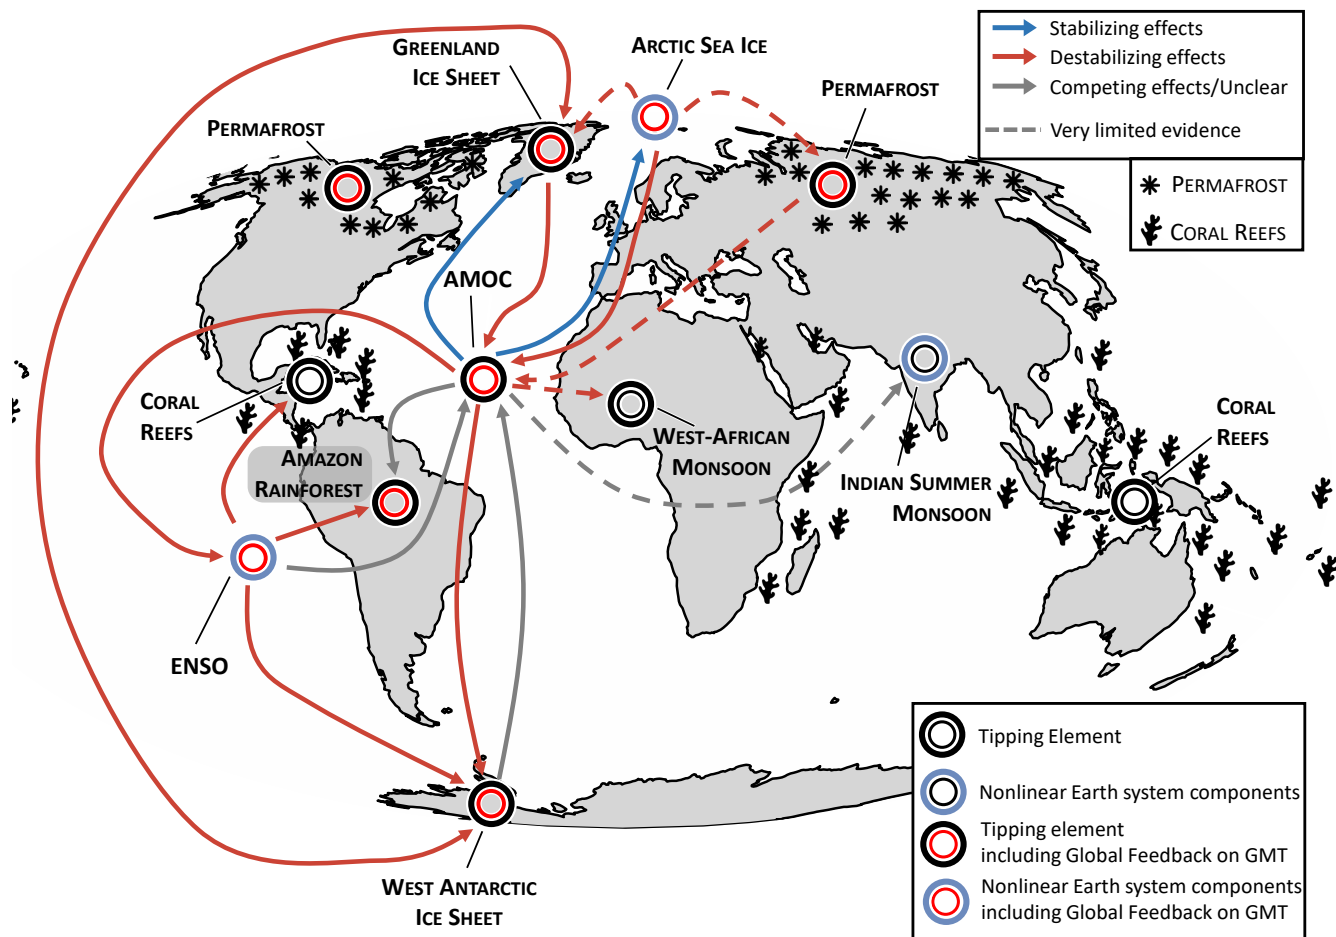 Stabilizing effects
Destabilizing effects
Competing effects/Unclear
Very limited evidence
PERMAFROST
CORAL REEFS
GREENLAND
ICE SHEET
ARCTIC SEA ICE
PERMAFROST
PERMAFROST
AMOC
CORAL
REEFS
WEST-AFRICAN
MONSOON
CORAL
REEFS
AMAZON
RAINFOREST
INDIAN SUMMER
MONSOON
ENSO
WEST ANTARCTIC
ICE SHEET
Tipping Element
Nonlinear Earth system components
Tipping element
including Global Feedback on GMT
Nonlinear Earth system components
including Global Feedback on GMT